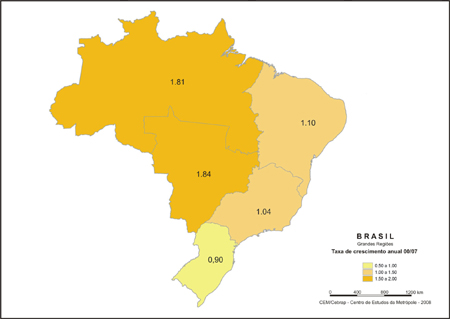 1.81
1.10
1.84
1.04
0,90
BRASIL
Grandes Regiões
Taxa de crescimento anual 00/07
0,50 a 1,00
1,00 a 1,50
1,50 a 2,00
0 400 800 1200 km
CEM/Cebrap - Centro de Estudos da Metrópole - 2008